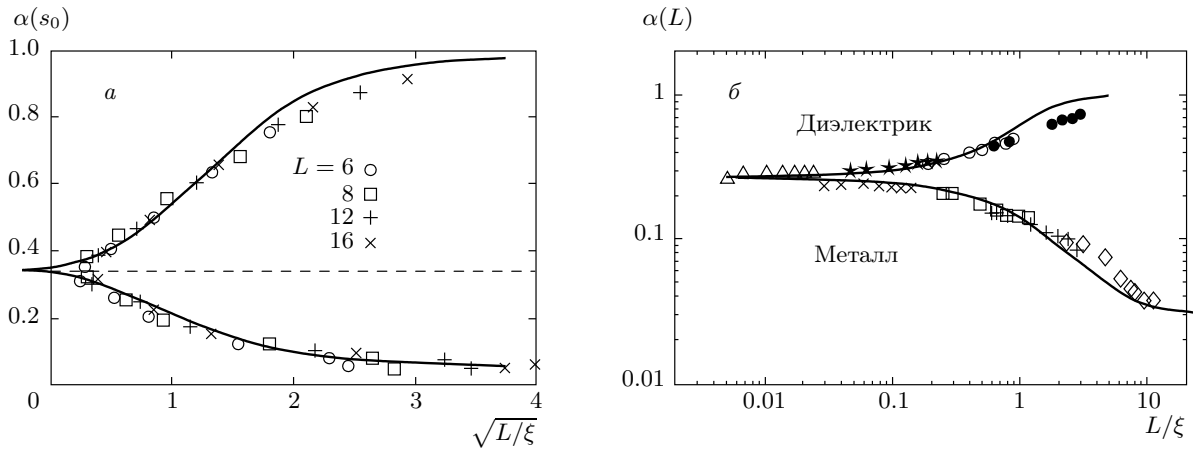 α(s₀)
1.0
0.8
0.6
0.4
0.2
0
1
2
3
4
√L/ξ
а
L = 6
8
12
16
α(L)
1
0.1
0.01
0.01
0.1
1
10
L/ξ
б
Диэлектрик
Металл